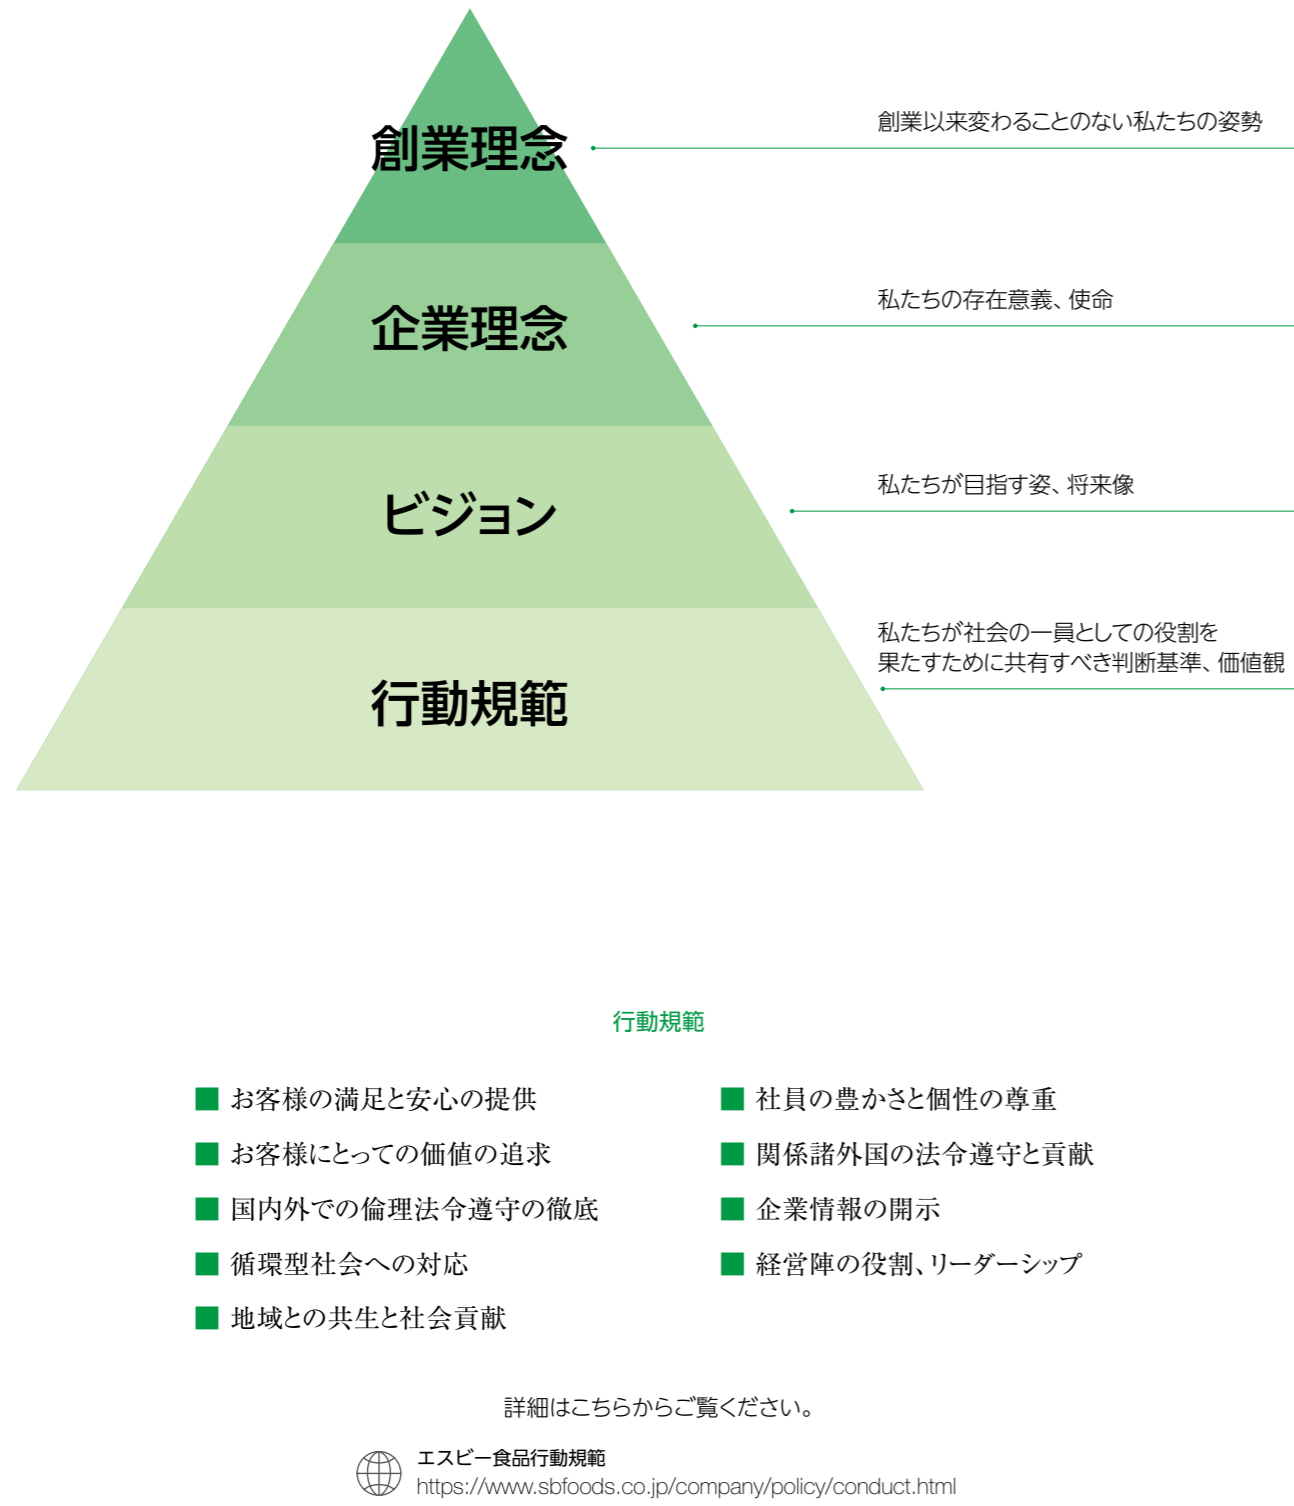 創業理念
創業以来変わることのない私たちの姿勢
企業理念
私たちの存在意義、使命
ビジョン
私たちが目指す姿、将来像
行動規範
私たちが社会の一員としての役割を
果たすために共有すべき判断基準、価値観
行動規範
■ お客様の満足と安心の提供
■ お客様にとっての価値の追求
■ 国内外での倫理法令遵守の徹底
■ 循環型社会への対応
■ 地域との共生と社会貢献
■ 社員の豊かさと個性の尊重
■ 関係諸外国の法令遵守と貢献
■ 企業情報の開示
■ 経営陣の役割、リーダーシップ
詳細はこちらからご覧ください。
エスビー食品行動規範
https://www.sbfoods.co.jp/company/policy/conduct.html